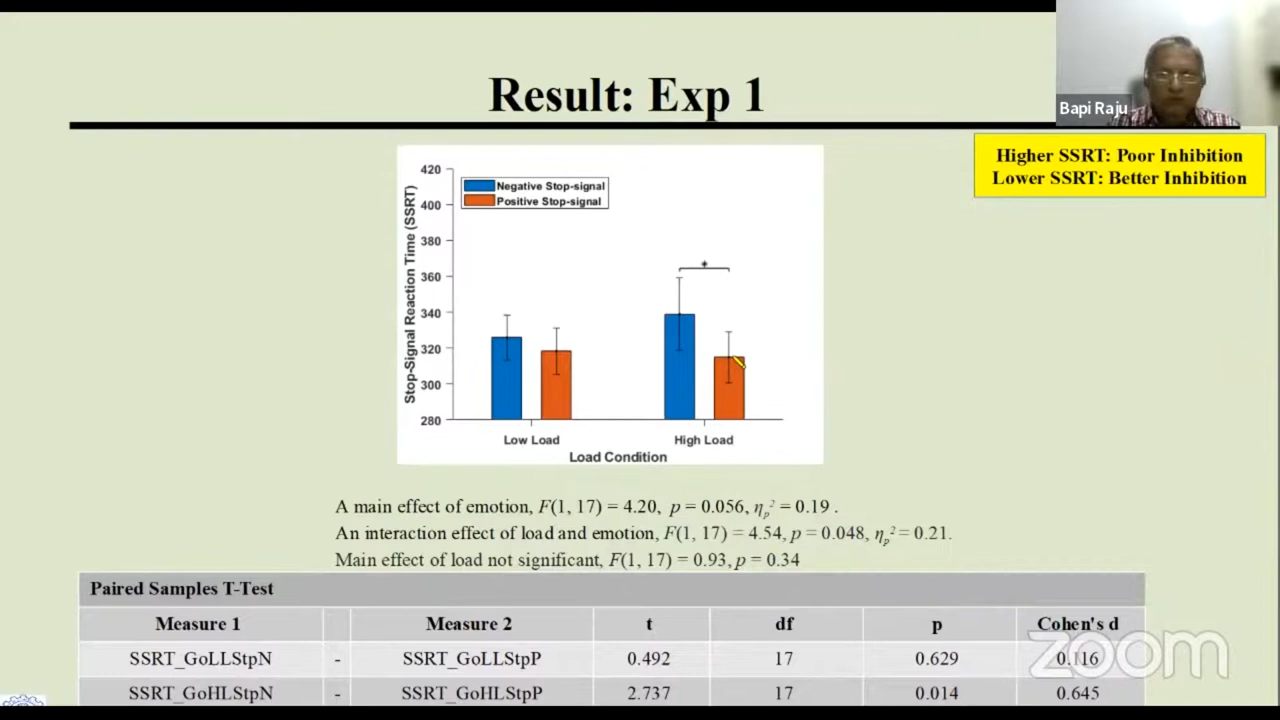 Result: Exp 1
Bapi Raju
Higher SSRT: Poor Inhibition
Lower SSRT: Better Inhibition
Negative Stop-signal
Positive Stop-signal
Stop-Signal Reaction Time (SSRT)
420
400
380
360
340
320
300
280
*
Low Load
High Load
Load Condition
A main effect of emotion, F(1, 17) = 4.20, p = 0.056, ηp² = 0.19 .
An interaction effect of load and emotion, F(1, 17) = 4.54, p = 0.048, ηp² = 0.21.
Main effect of load not significant, F(1, 17) = 0.93, p = 0.34
Paired Samples T-Test
Measure 1 Measure 2 t df p Cohen's d
SSRT_GoLLStpN - SSRT_GoLLStpP 0.492 17 0.629 0.116
SSRT_GoHLStpN - SSRT_GoHLStpP 2.737 17 0.014 0.645
zoom